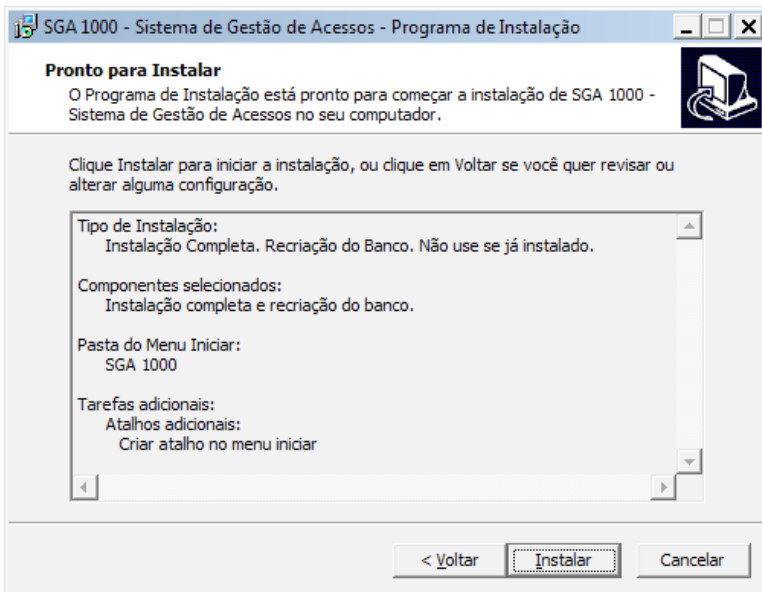 SGA 1000 - Sistema de Gestão de Acessos - Programa de Instalação
Pronto para Instalar
O Programa de Instalação está pronto para começar a instalação de SGA 1000 -
Sistema de Gestão de Acessos no seu computador.
Clique Instalar para iniciar a instalação, ou clique em Voltar se você quer revisar ou
alterar alguma configuração.
Tipo de Instalação:
Instalação Completa. Recriação do Banco. Não use se já instalado.
Componentes selecionados:
Instalação completa e recriação do banco.
Pasta do Menu Iniciar:
SGA 1000
Tarefas adicionais:
Atalhos adicionais:
Criar atalho no menu iniciar
< Voltar
Instalar
Cancelar